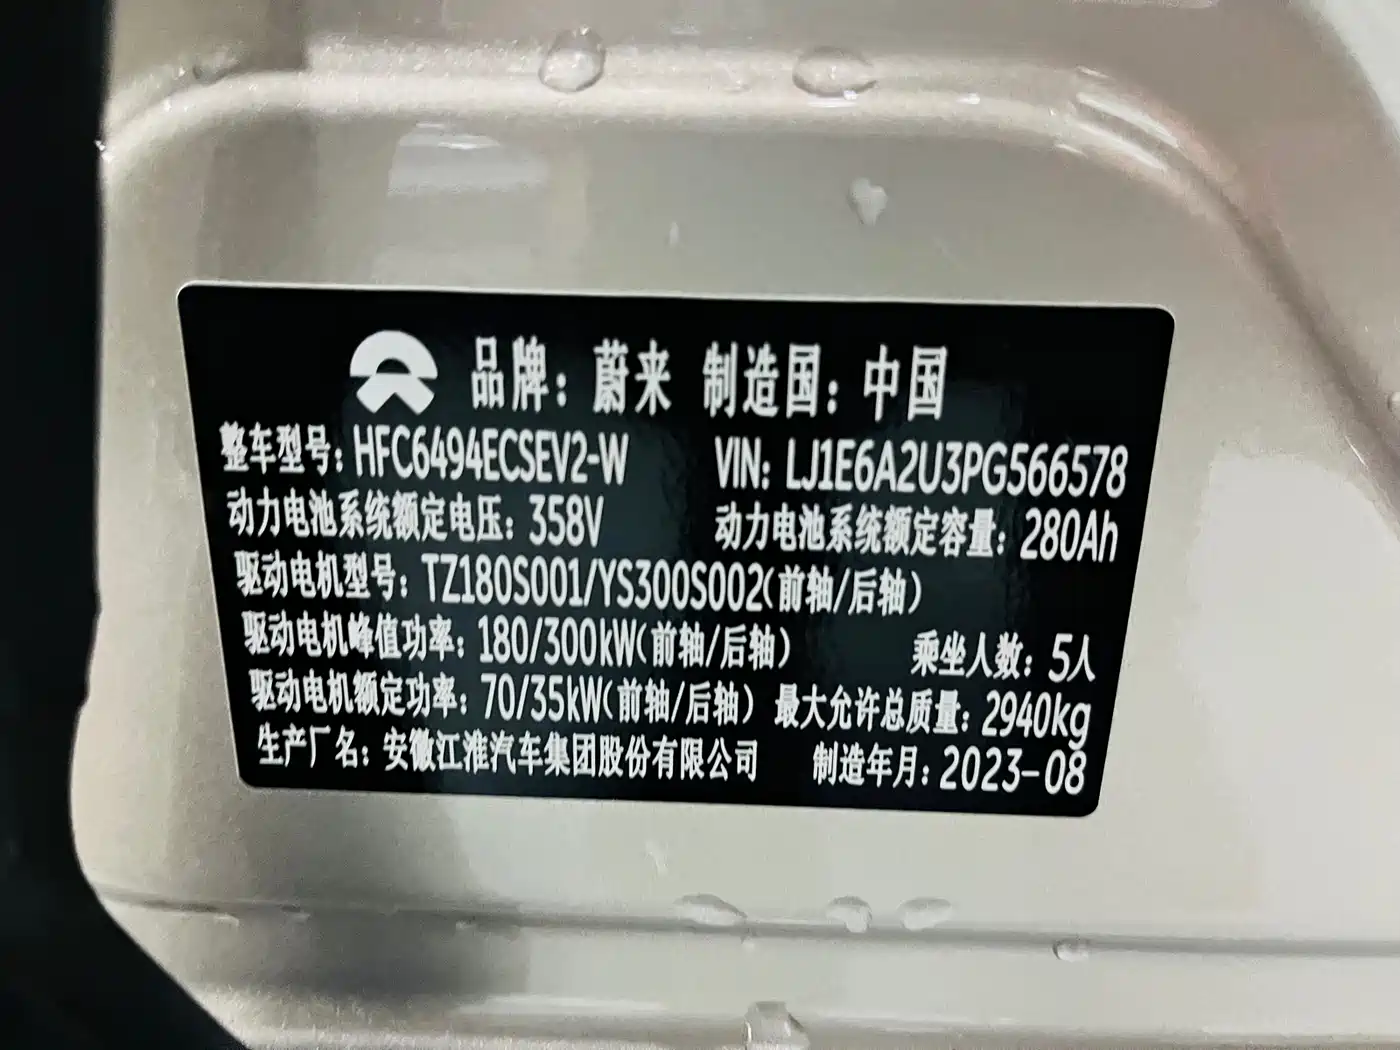 品牌：蔚来 制造国：中国
整车型号：HFC6494ECSEV2-W VIN: LJ1E6A2U3PG566578
动力电池系统额定电压：358V 动力电池系统额定容量：280Ah
驱动电机型号：TZ180S001/YS300S002(前轴/后轴)
驱动电机峰值功率：180/300kW(前轴/后轴) 乘坐人数：5人
驱动电机额定功率：70/35kW(前轴/后轴) 最大允许总质量：2940kg
生产厂名：安徽江淮汽车集团股份有限公司 制造年月：2023-08